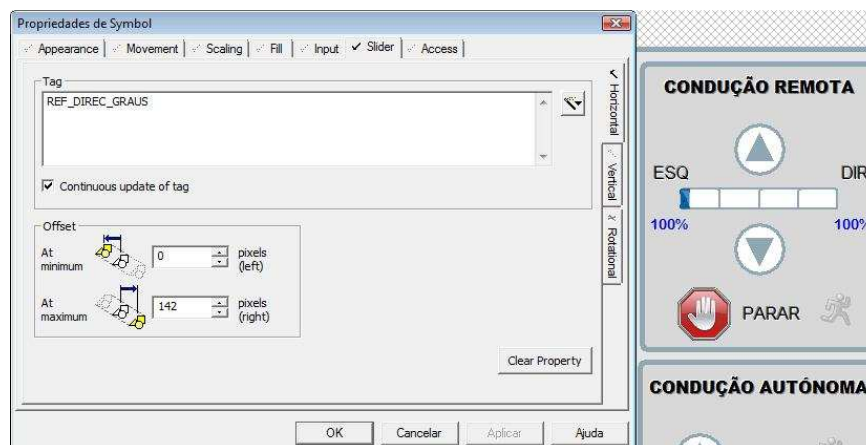 Propriedades de Symbol
Appearance Movement Scaling Fill Input Slider Access
Tag
REF_DIREC_GRAUS
Continuous update of tag
Offset
At minimum
0
pixels (left)
At maximum
142
pixels (right)
Clear Property
Horizontal
Vertical
Rotational
OK Cancelar Aplicar Ajuda
CONDUÇÃO REMOTA
ESQ DIR
100% 100%
PARAR
CONDUÇÃO AUTÓNOMA